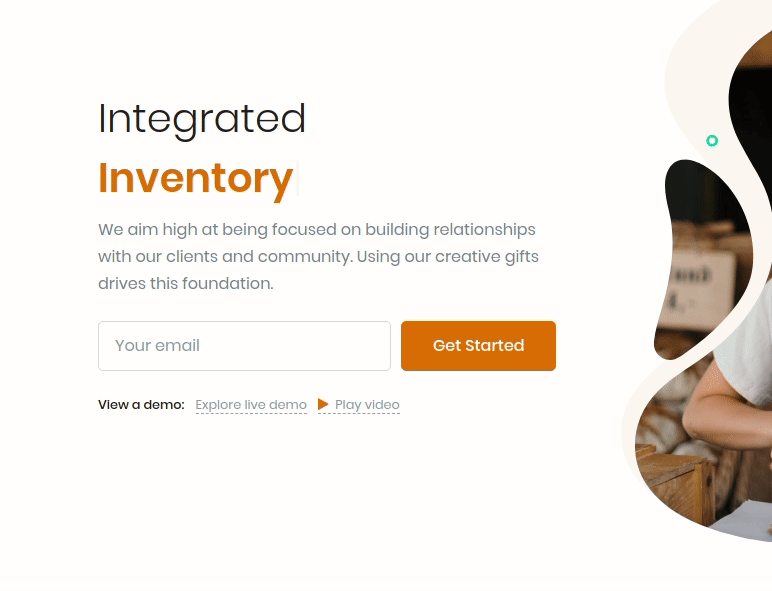 Integrated
Inventory
We aim high at being focused on building relationships
with our clients and community. Using our creative gifts
drives this foundation.
Your email
Get Started
View a demo: Explore live demo Play video